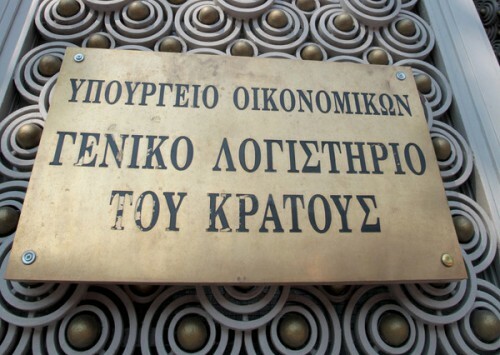 ΥΠΟΥΡΓΕΙΟ ΟΙΚΟΝΟΜΙΚΩΝ
ΓΕΝΙΚΟ ΛΟΓΙΣΤΗΡΙΟ
ΤΟΥ ΚΡΑΤΟΥΣ